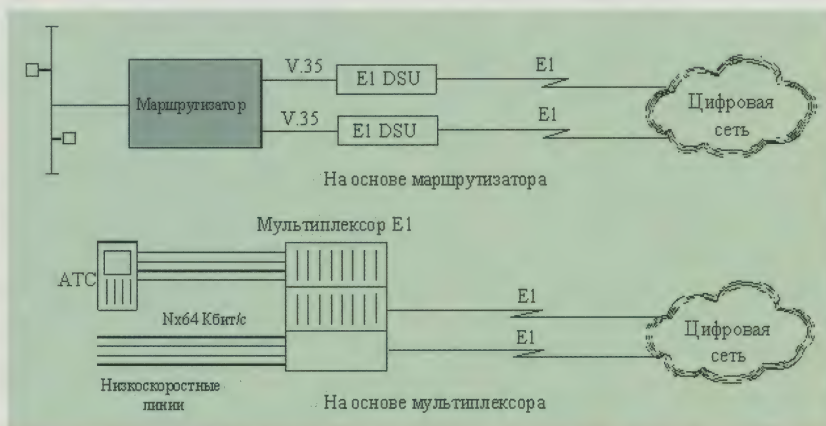 V.35
E1 DSU
E1
Маршругизатор
Цифровая
сеть
V.35
E1 DSU
E1
На основе маршрутизатора
Мультиплексор E1
АТС
Nx64 Кбит/с
E1
Цифровая
сеть
E1
Низкоскоростные
линии
На основе мультиплексора